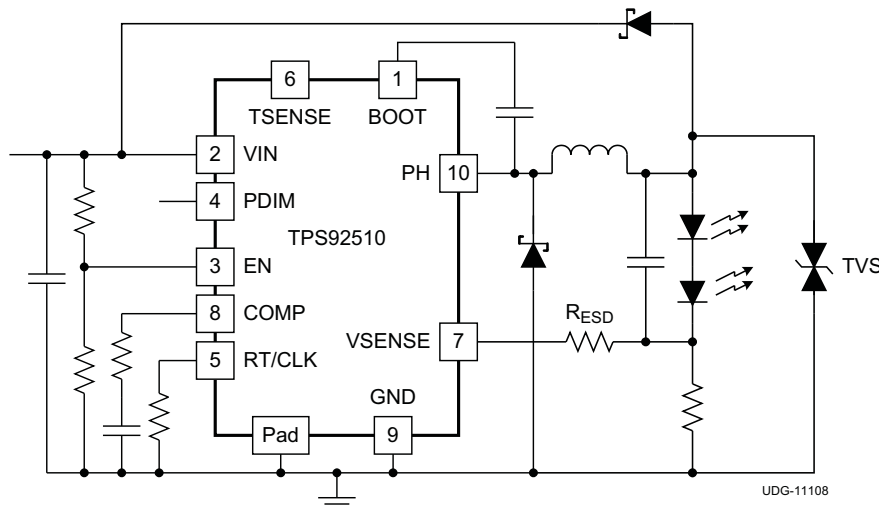 6
1
TSENSE
BOOT
2
VIN
PH
10
4
PDIM
TPS92510
3
EN
TVS
8
COMP
R_ESD
VSENSE
7
5
RT/CLK
GND
Pad
9
UDG-11108